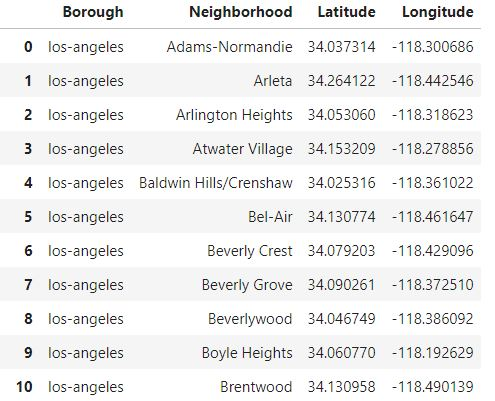 Borough Neighborhood Latitude Longitude
0 los-angeles Adams-Normandie 34.037314 -118.300686
1 los-angeles Arleta 34.264122 -118.442546
2 los-angeles Arlington Heights 34.053060 -118.318623
3 los-angeles Atwater Village 34.153209 -118.278856
4 los-angeles Baldwin Hills/Crenshaw 34.025316 -118.361022
5 los-angeles Bel-Air 34.130774 -118.461647
6 los-angeles Beverly Crest 34.079203 -118.429096
7 los-angeles Beverly Grove 34.090261 -118.372510
8 los-angeles Beverlywood 34.046749 -118.386092
9 los-angeles Boyle Heights 34.060770 -118.192629
10 los-angeles Brentwood 34.130958 -118.490139